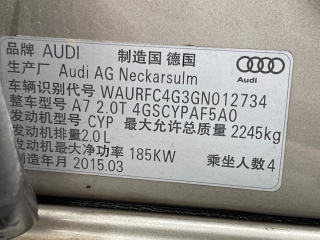 品牌 AUDI 制造国 德国
Audi
生产厂 Audi AG Neckarsulm
车辆识别代号 WAURFC4G3GN012734
整车型号 A7 2.0T 4GSCYPAF5A0
发动机型号 CYP 最大允许总质量 2245kg
发动机排量2.0L
发动机最大净功率 185KW 乘坐人数4
制造年月 2015.03